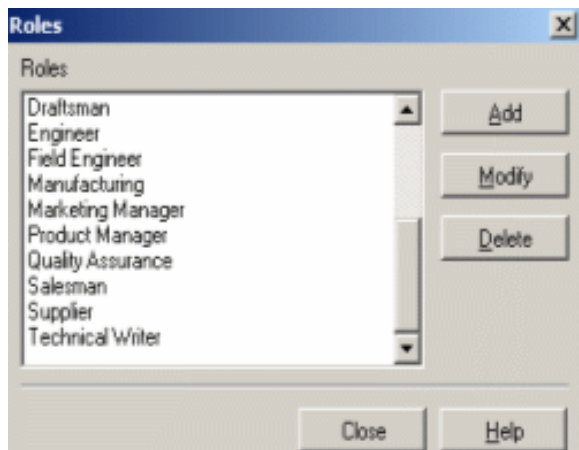 Roles
Roles
Draftsman
Engineer
Field Engineer
Manufacturing
Marketing Manager
Product Manager
Quality Assurance
Salesman
Supplier
Technical Writer
Add
Modify
Delete
Close
Help